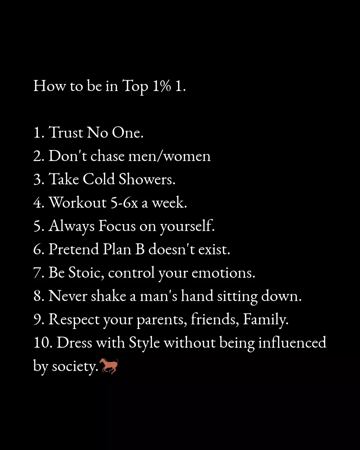 How to be in Top 1% 1.
1. Trust No One.
2. Don't chase men/women
3. Take Cold Showers.
4. Workout 5-6x a week.
5. Always Focus on yourself.
6. Pretend Plan B doesn't exist.
7. Be Stoic, control your emotions.
8. Never shake a man's hand sitting down.
9. Respect your parents, friends, Family.
10. Dress with Style without being influenced
by society.🐎